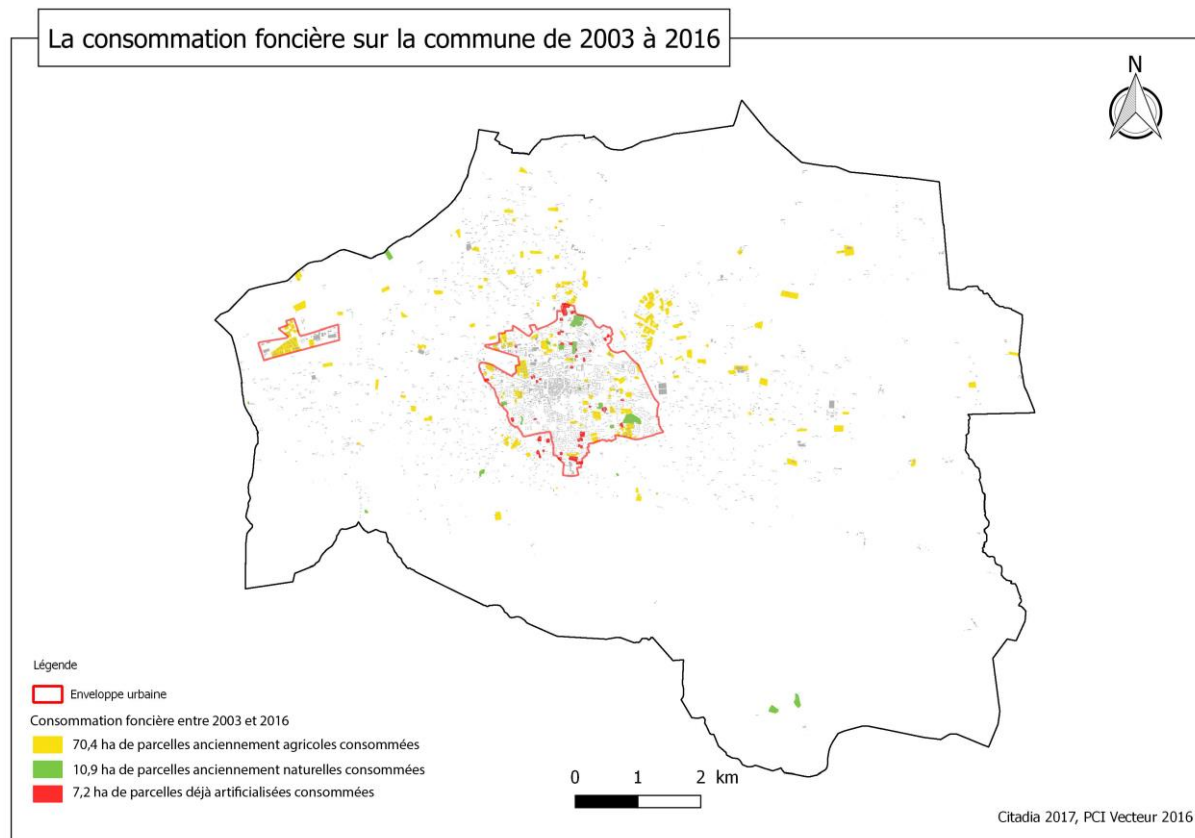 La consommation foncière sur la commune de 2003 à 2016
N
Légende
Enveloppe urbaine
Consommation foncière entre 2003 et 2016
70,4 ha de parcelles anciennement agricoles consommées
10,9 ha de parcelles anciennement naturelles consommées
7,2 ha de parcelles déjà artificialisées consommées
0 1 2 km
Citadia 2017, PCI Vecteur 2016